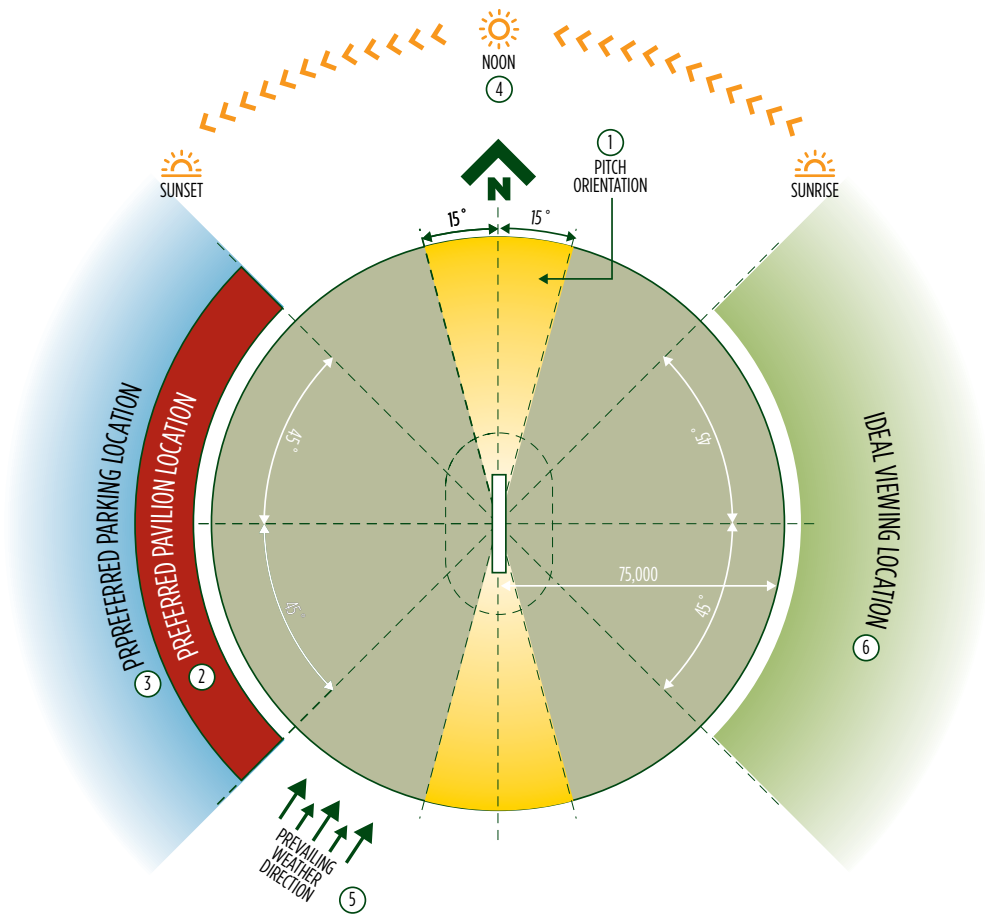 NOON
4
1
PITCH
ORIENTATION
SUNSET
N
SUNRISE
15°
15°
45°
45°
PRPREFERRED PARKING LOCATION
3
PREFERRED PAVILION LOCATION
2
IDEAL VIEWING LOCATION
6
75,000
45°
45°
PREVAILING
WEATHER
DIRECTION
5